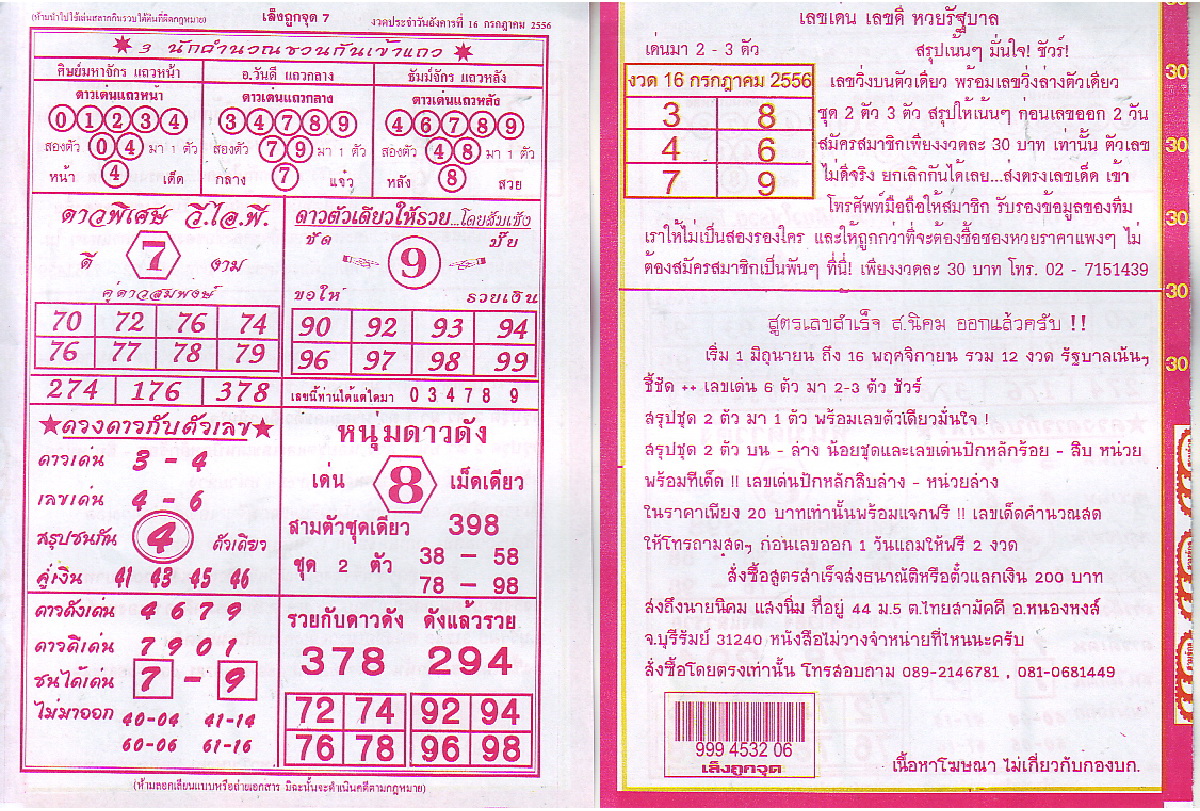 (ห้ามนำไปใช้เล่นสลากกินรวบ ใต้ดินที่ผิดกฎหมาย)
เล็งถูกจุด 7
งวดประจำวันอังคารที่ 16 กรกฎาคม 2556
3 นักคำนวณชวนกันเข้าแถว
ศิษย์มหาจักร แถวหน้า
อ.วันดี แถวกลาง
ธัมม์จักร แถวหลัง
ดาวเด่นแถวหน้า
ดาวเด่นแถวกลาง
ดาวเด่นแถวหลัง
0 1 2 3 4
3 4 7 8 9
4 6 7 8 9
สองตัว 0 4 มา 1 ตัว
สองตัว 7 9 มา 1 ตัว
สองตัว 4 8 มา 1 ตัว
หน้า 4 เด็ด
กลาง 7 แจ๋ว
หลัง 8 สวย
ดาวพิเศษ วี.ไอ.พี.
ดี 7 งาม
คู่ดาวสมพงษ์
70 72 76 74
76 77 78 79
274 176 378
ดาวตัวเดียวให้รวย...โดยซัมเซ้ง
ชัด 9 ปั๊ย
ขอให้ รวยเงิน
90 92 93 94
96 97 98 99
เลขนี้ท่านได้แต่ใดมา 0 3 4 7 8 9
ดวงดาวกับตัวเลข
ดาวเด่น 3 - 4
เลขเด่น 4 - 6
สรุปชนกัน 4 ตัวเดียว
คู่เงิน 41 43 45 46
หนุ่มดาวดัง
เด่น 8 เม็ดเดียว
สามตัวชุดเดียว 398
ชุด 2 ตัว 38 – 58
78 – 98
ดาวดังเด่น 4 6 7 9
ดาวดีเด่น 7 9 0 1
ชนได้เด่น 7 - 9
ไม่มาออก 40-04 41-14
60-06 61-16
รวยกับดาวดัง ดังแล้วรวย
378 294
72 74 92 94
76 78 96 98
(ห้ามลอกเลียนแบบหรือถ่ายเอกสาร มิฉะนั้นจะดำเนินคดีตามกฎหมาย)
เลขเด่น เลขดี หวยรัฐบาล
เด่นมา 2 - 3 ตัว
สรุปเน้นๆ มั่นใจ! ชัวร์!
งวด 16 กรกฎาคม 2556
3 8
4 6
7 9
เลขวิ่งบนตัวเดียว พร้อมเลขวิ่งล่างตัวเดียว
ชุด 2 ตัว 3 ตัว สรุปให้เน้นๆ ก่อนเลขออก 2 วัน
สมัครสมาชิกเพียงงวดละ 30 บาท เท่านั้น ตัวเลข
ไม่ดีจริง ยกเลิกกันได้เลย...ส่งตรงเลขเด็ด เข้า
โทรศัพท์มือถือให้สมาชิก รับรองข้อมูลของทีม
เราให้ไม่เป็นสองรองใคร และให้ถูกกว่าที่จะต้องซื้อซองหวยราคาแพงๆ ไม่
ต้องสมัครสมาชิกเป็นพันๆ ที่นี่! เพียงงวดละ 30 บาท โทร. 02 - 7151439
สูตรเลขสำเร็จ ส.นิคม ออกแล้วครับ !!
เริ่ม 1 มิถุนายน ถึง 16 พฤศจิกายน รวม 12 งวด รัฐบาลเน้นๆ
ชี้ชัด ++ เลขเด่น 6 ตัว มา 2-3 ตัว ชัวร์
สรุปชุด 2 ตัว มา 1 ตัว พร้อมเลขตัวเดียวมั่นใจ !
สรุปชุด 2 ตัว บน - ล่าง น้อยชุดและเลขเด่นปักหลักร้อย - สิบ หน่วย
พร้อมทีเด็ด !! เลขเด่นปักหลักสิบล่าง - หน่วยล่าง
ในราคาเพียง 20 บาทเท่านั้นพร้อมแจกฟรี !! เลขเด็ดคำนวณสด
ให้โทรถามสดๆ ก่อนเลขออก 1 วันแถมให้ฟรี 2 งวด
สั่งซื้อสูตรสำเร็จส่งธนาณัติหรือตั๋วแลกเงิน 200 บาท
ส่งถึงนายนิคม แสงนิ่ม ที่อยู่ 44 ม.5 ต.ไทยสามัคคี อ.หนองหงส์
จ.บุรีรัมย์ 31240 หนังสือไม่วางจำหน่ายที่ไหนนะครับ
สั่งซื้อโดยตรงเท่านั้น โทรสอบถาม 089-2146781 , 081-0681449
999 4532 06
เล็งถูกจุด
เนื้อหาโฆษณา ไม่เกี่ยวกับกองบก.
30
30
30
30
30